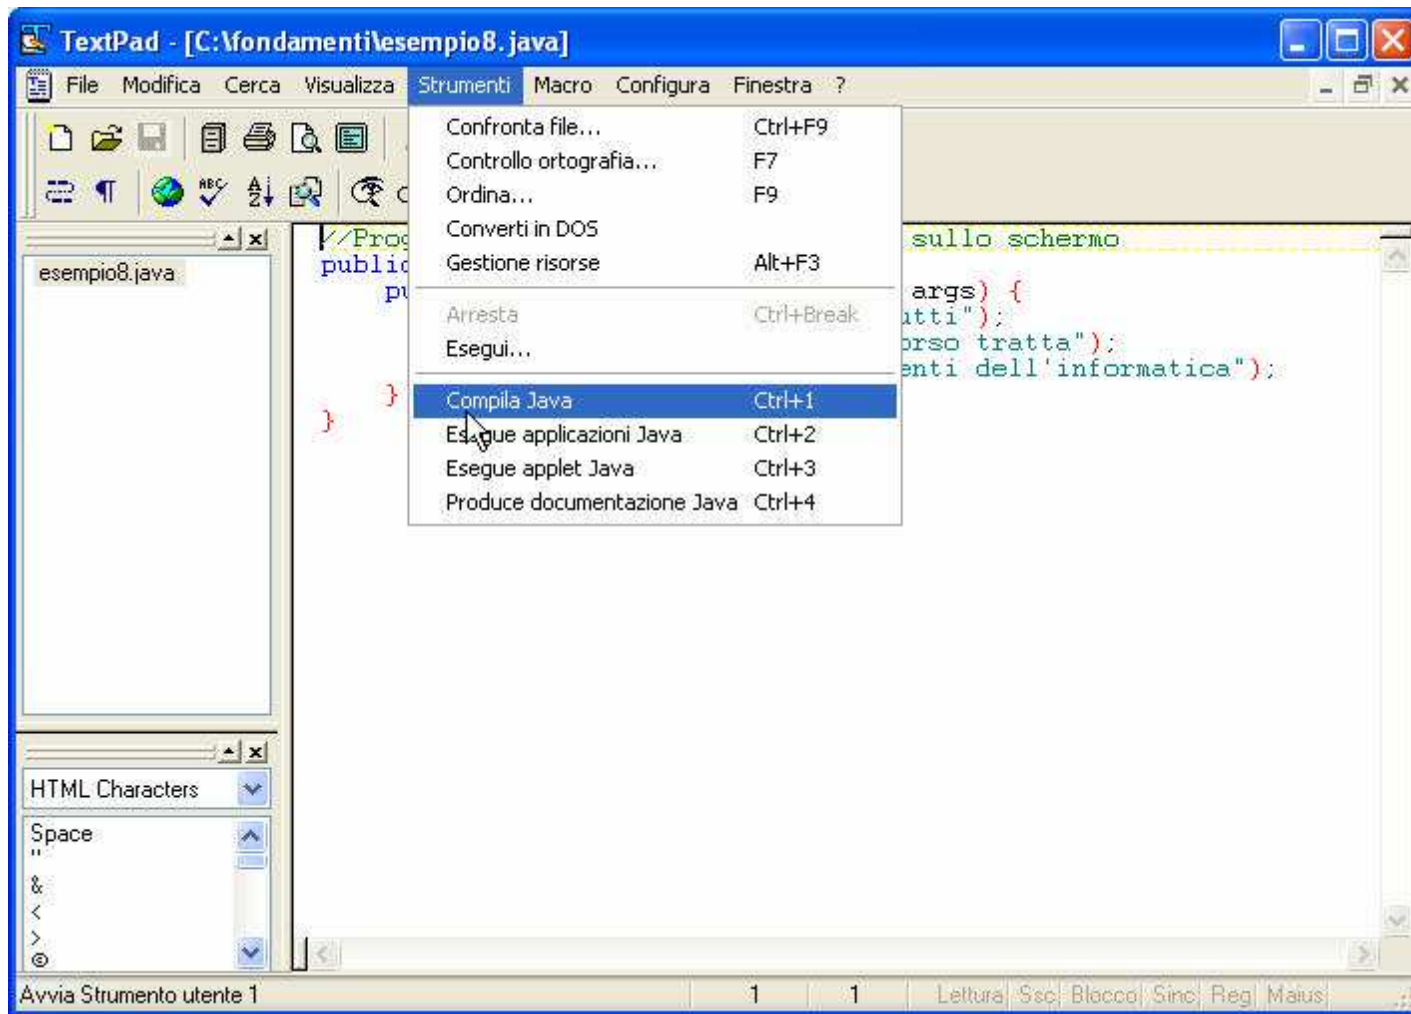 TextPad - [C:\fondamenti\esempio8.java]
File Modifica Cerca Visualizza Strumenti Macro Configura Finestra ?
Confronta file... Ctrl+F9
Controllo ortografia... F7
Ordina... F9
Converti in DOS
Gestione risorse Alt+F3
Arresta Ctrl+Break
Esegui...
Compila Java Ctrl+1
Esegue applicazioni Java Ctrl+2
Esegue applet Java Ctrl+3
Produce documentazione Java Ctrl+4
esempio8.java
//Prog sullo schermo
public
pu args) {
utti");
orso tratta");
enti dell'informatica");
}
}
HTML Characters
Space
"
&
<
>
©
Avvia Strumento utente 1 1 1 Lettura Ssc Blocco Sinc Reg Maius